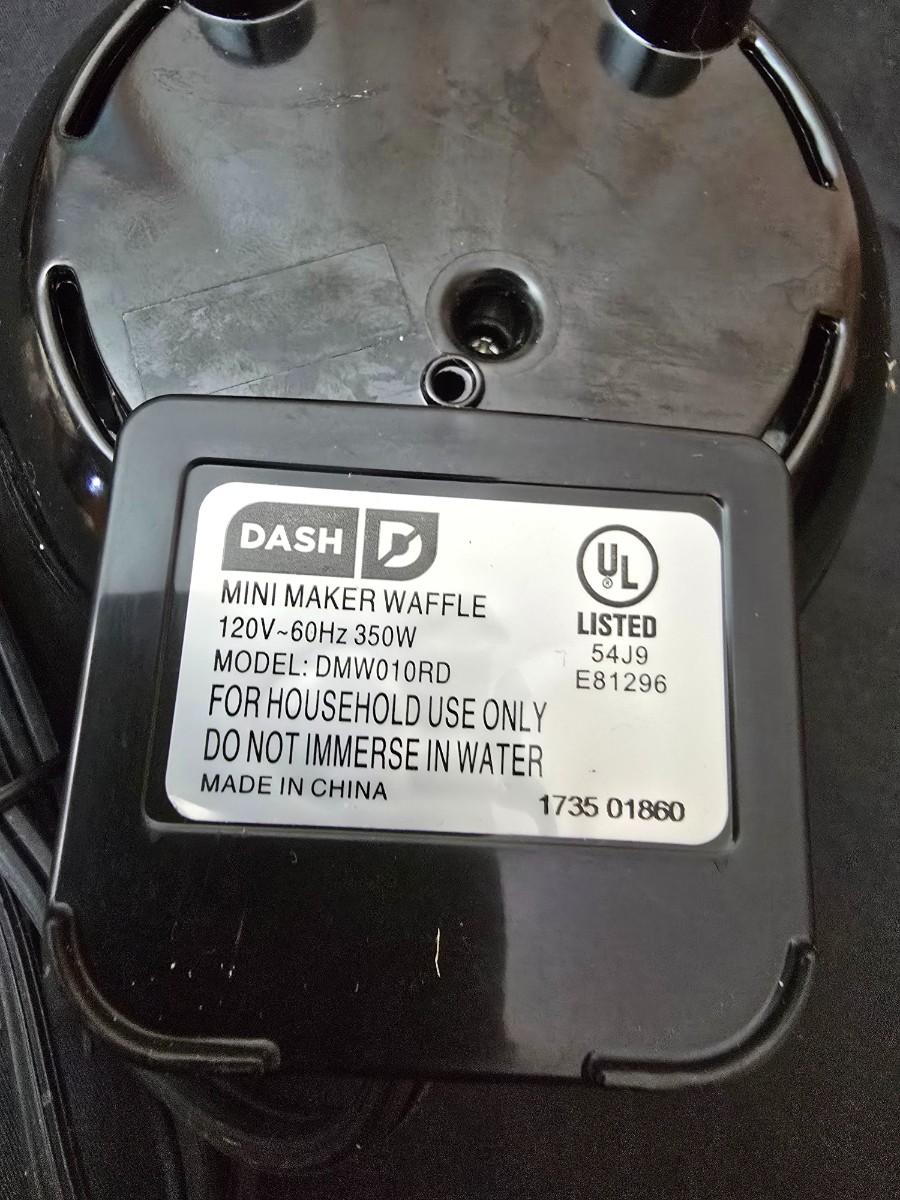 DASH D
MINI MAKER WAFFLE
120V~60Hz 350W
MODEL: DMW010RD
FOR HOUSEHOLD USE ONLY
DO NOT IMMERSE IN WATER
MADE IN CHINA
UL
®
LISTED
54J9
E81296
1735 01860